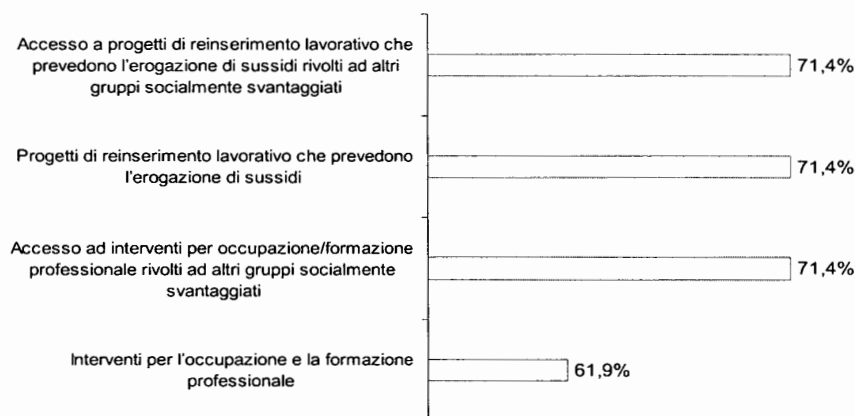 Accesso a progetti di reinserimento lavorativo che
prevedono l'erogazione di sussidi rivolti ad altri
gruppi socialmente svantaggiati
71,4%
Progetti di reinserimento lavorativo che prevedono
l'erogazione di sussidi
71,4%
Accesso ad interventi per occupazione/formazione
professionale rivolti ad altri gruppi socialmente
svantaggiati
71,4%
Interventi per l'occupazione e la formazione
professionale
61,9%